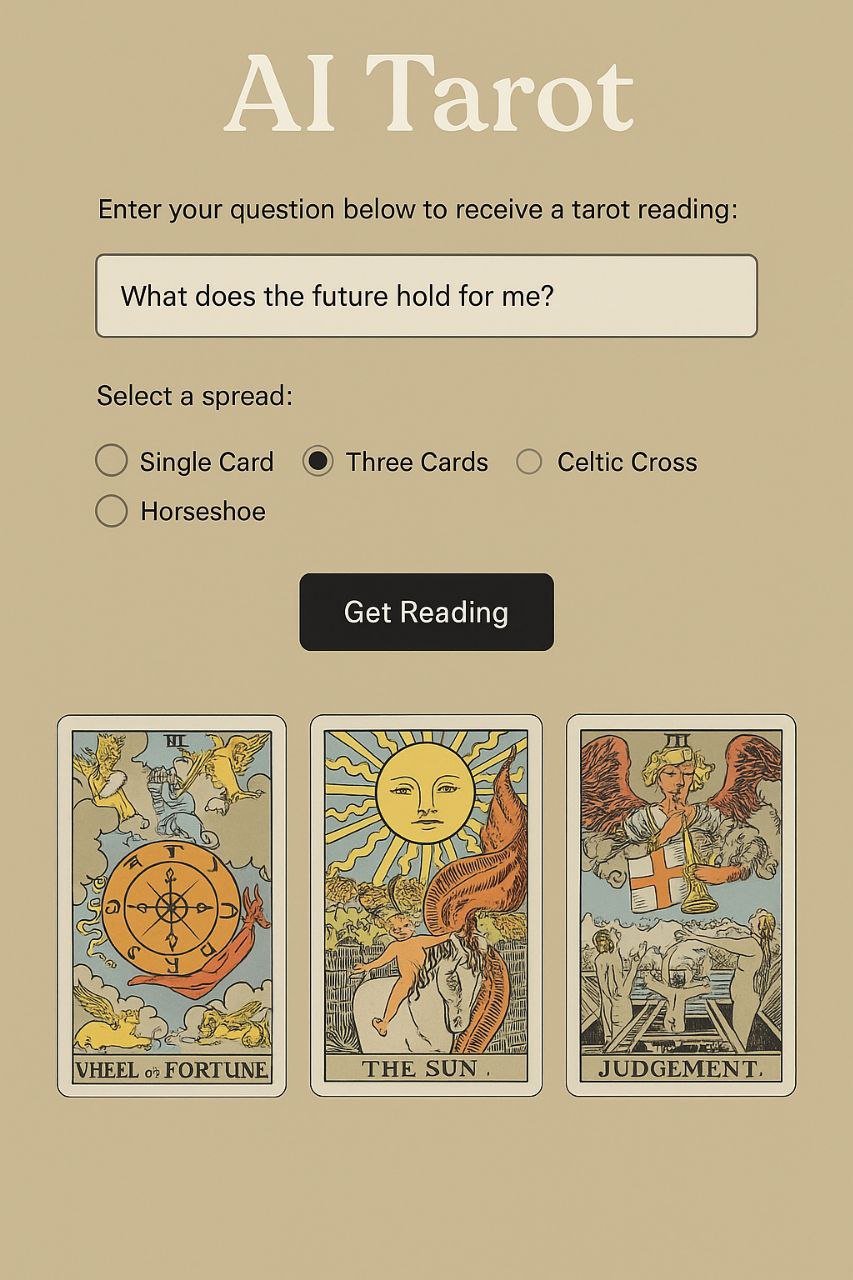 AI Tarot
Enter your question below to receive a tarot reading:
What does the future hold for me?
Select a spread:
Single Card
Three Cards
Celtic Cross
Horseshoe
Get Reading
III
VHEEL of FORTUNE
THE SUN .
JUDGEMENT.